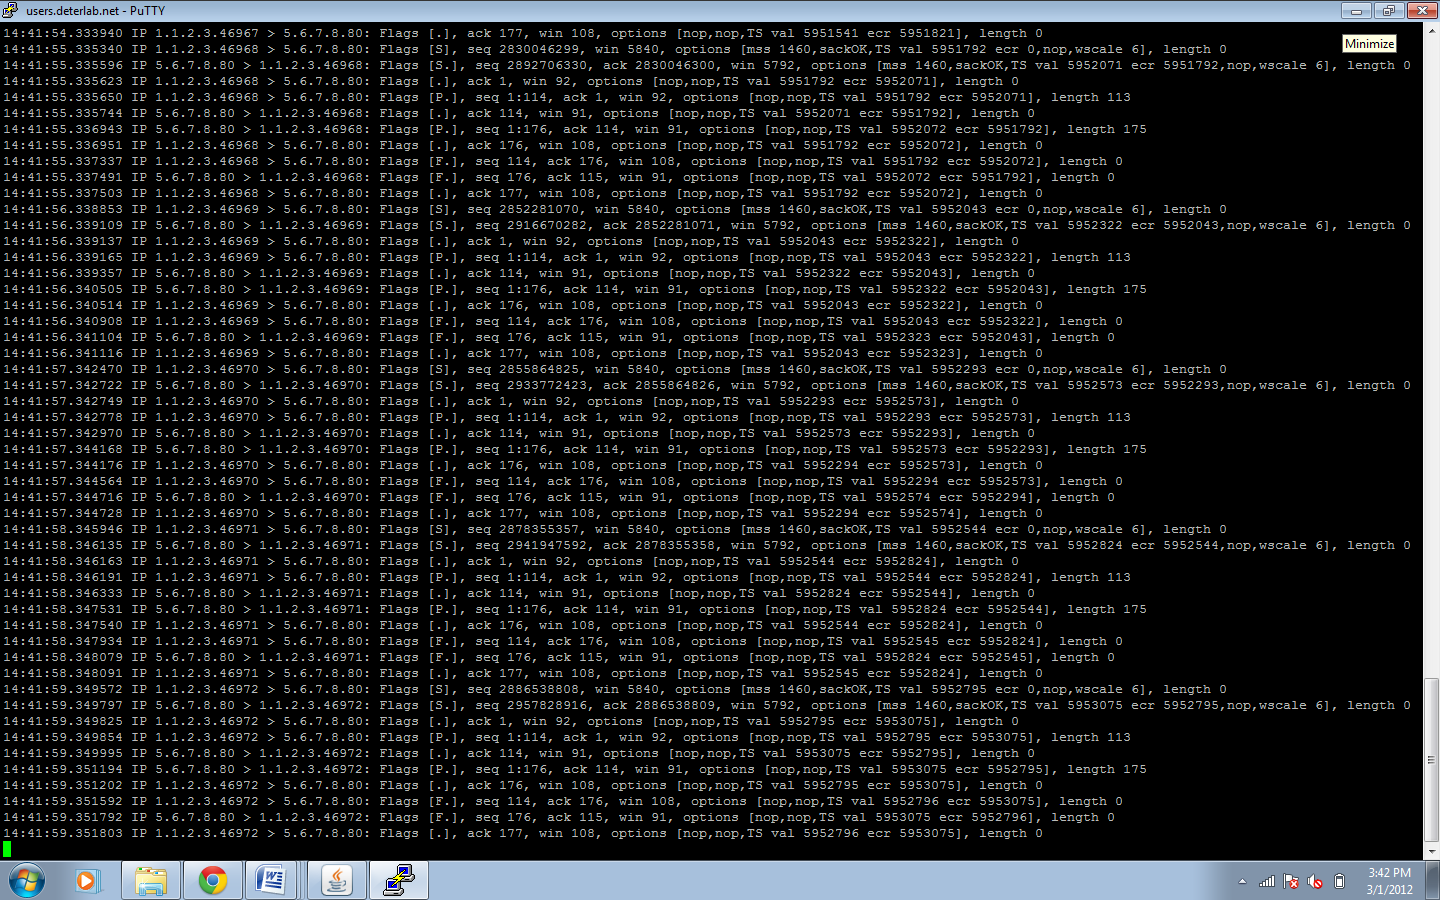 users.deterlab.net - PuTTY
Minimize
14:41:54.333940 IP 1.1.2.3.46967 > 5.6.7.8.80: Flags [.], ack 177, win 108, options [nop,nop,TS val 5951541 ecr 5951821], length 0
14:41:55.335340 IP 1.1.2.3.46968 > 5.6.7.8.80: Flags [S], seq 2830046299, win 5840, options [mss 1460,sackOK,TS val 5951792 ecr 0,nop,wscale 6], length 0
14:41:55.335596 IP 5.6.7.8.80 > 1.1.2.3.46968: Flags [S.], seq 2892706330, ack 2830046300, win 5792, options [mss 1460,sackOK,TS val 5952071 ecr 5951792,nop,wscale 6], length 0
14:41:55.335623 IP 1.1.2.3.46968 > 5.6.7.8.80: Flags [.], ack 1, win 92, options [nop,nop,TS val 5951792 ecr 5952071], length 0
14:41:55.335650 IP 1.1.2.3.46968 > 5.6.7.8.80: Flags [P.], seq 1:114, ack 1, win 92, options [nop,nop,TS val 5951792 ecr 5952071], length 113
14:41:55.335744 IP 5.6.7.8.80 > 1.1.2.3.46968: Flags [.], ack 114, win 91, options [nop,nop,TS val 5952071 ecr 5951792], length 0
14:41:55.336943 IP 5.6.7.8.80 > 1.1.2.3.46968: Flags [P.], seq 1:176, ack 114, win 91, options [nop,nop,TS val 5952072 ecr 5951792], length 175
14:41:55.336951 IP 1.1.2.3.46968 > 5.6.7.8.80: Flags [.], ack 176, win 108, options [nop,nop,TS val 5951792 ecr 5952072], length 0
14:41:55.337337 IP 1.1.2.3.46968 > 5.6.7.8.80: Flags [F.], seq 114, ack 176, win 108, options [nop,nop,TS val 5951792 ecr 5952072], length 0
14:41:55.337491 IP 5.6.7.8.80 > 1.1.2.3.46968: Flags [F.], seq 176, ack 115, win 91, options [nop,nop,TS val 5952072 ecr 5951792], length 0
14:41:55.337503 IP 1.1.2.3.46968 > 5.6.7.8.80: Flags [.], ack 177, win 108, options [nop,nop,TS val 5951792 ecr 5952072], length 0
14:41:56.338853 IP 1.1.2.3.46969 > 5.6.7.8.80: Flags [S], seq 2852281070, win 5840, options [mss 1460,sackOK,TS val 5952043 ecr 0,nop,wscale 6], length 0
14:41:56.339109 IP 5.6.7.8.80 > 1.1.2.3.46969: Flags [S.], seq 2916670282, ack 2852281071, win 5792, options [mss 1460,sackOK,TS val 5952322 ecr 5952043,nop,wscale 6], length 0
14:41:56.339137 IP 1.1.2.3.46969 > 5.6.7.8.80: Flags [.], ack 1, win 92, options [nop,nop,TS val 5952043 ecr 5952322], length 0
14:41:56.339165 IP 1.1.2.3.46969 > 5.6.7.8.80: Flags [P.], seq 1:114, ack 1, win 92, options [nop,nop,TS val 5952043 ecr 5952322], length 113
14:41:56.339357 IP 5.6.7.8.80 > 1.1.2.3.46969: Flags [.], ack 114, win 91, options [nop,nop,TS val 5952322 ecr 5952043], length 0
14:41:56.340505 IP 5.6.7.8.80 > 1.1.2.3.46969: Flags [P.], seq 1:176, ack 114, win 91, options [nop,nop,TS val 5952322 ecr 5952043], length 175
14:41:56.340514 IP 1.1.2.3.46969 > 5.6.7.8.80: Flags [.], ack 176, win 108, options [nop,nop,TS val 5952043 ecr 5952322], length 0
14:41:56.340908 IP 1.1.2.3.46969 > 5.6.7.8.80: Flags [F.], seq 114, ack 176, win 108, options [nop,nop,TS val 5952043 ecr 5952322], length 0
14:41:56.341104 IP 5.6.7.8.80 > 1.1.2.3.46969: Flags [F.], seq 176, ack 115, win 91, options [nop,nop,TS val 5952323 ecr 5952043], length 0
14:41:56.341116 IP 1.1.2.3.46969 > 5.6.7.8.80: Flags [.], ack 177, win 108, options [nop,nop,TS val 5952043 ecr 5952323], length 0
14:41:57.342470 IP 1.1.2.3.46970 > 5.6.7.8.80: Flags [S], seq 2855864825, win 5840, options [mss 1460,sackOK,TS val 5952293 ecr 0,nop,wscale 6], length 0
14:41:57.342722 IP 5.6.7.8.80 > 1.1.2.3.46970: Flags [S.], seq 2933772423, ack 2855864826, win 5792, options [mss 1460,sackOK,TS val 5952573 ecr 5952293,nop,wscale 6], length 0
14:41:57.342749 IP 1.1.2.3.46970 > 5.6.7.8.80: Flags [.], ack 1, win 92, options [nop,nop,TS val 5952293 ecr 5952573], length 0
14:41:57.342778 IP 1.1.2.3.46970 > 5.6.7.8.80: Flags [P.], seq 1:114, ack 1, win 92, options [nop,nop,TS val 5952293 ecr 5952573], length 113
14:41:57.342970 IP 5.6.7.8.80 > 1.1.2.3.46970: Flags [.], ack 114, win 91, options [nop,nop,TS val 5952573 ecr 5952293], length 0
14:41:57.344168 IP 5.6.7.8.80 > 1.1.2.3.46970: Flags [P.], seq 1:176, ack 114, win 91, options [nop,nop,TS val 5952573 ecr 5952293], length 175
14:41:57.344176 IP 1.1.2.3.46970 > 5.6.7.8.80: Flags [.], ack 176, win 108, options [nop,nop,TS val 5952294 ecr 5952573], length 0
14:41:57.344564 IP 1.1.2.3.46970 > 5.6.7.8.80: Flags [F.], seq 114, ack 176, win 108, options [nop,nop,TS val 5952294 ecr 5952573], length 0
14:41:57.344716 IP 5.6.7.8.80 > 1.1.2.3.46970: Flags [F.], seq 176, ack 115, win 91, options [nop,nop,TS val 5952574 ecr 5952294], length 0
14:41:57.344728 IP 1.1.2.3.46970 > 5.6.7.8.80: Flags [.], ack 177, win 108, options [nop,nop,TS val 5952294 ecr 5952574], length 0
14:41:58.345946 IP 1.1.2.3.46971 > 5.6.7.8.80: Flags [S], seq 2878355357, win 5840, options [mss 1460,sackOK,TS val 5952544 ecr 0,nop,wscale 6], length 0
14:41:58.346135 IP 5.6.7.8.80 > 1.1.2.3.46971: Flags [S.], seq 2941947592, ack 2878355358, win 5792, options [mss 1460,sackOK,TS val 5952824 ecr 5952544,nop,wscale 6], length 0
14:41:58.346163 IP 1.1.2.3.46971 > 5.6.7.8.80: Flags [.], ack 1, win 92, options [nop,nop,TS val 5952544 ecr 5952824], length 0
14:41:58.346191 IP 1.1.2.3.46971 > 5.6.7.8.80: Flags [P.], seq 1:114, ack 1, win 92, options [nop,nop,TS val 5952544 ecr 5952824], length 113
14:41:58.346333 IP 5.6.7.8.80 > 1.1.2.3.46971: Flags [.], ack 114, win 91, options [nop,nop,TS val 5952824 ecr 5952544], length 0
14:41:58.347531 IP 5.6.7.8.80 > 1.1.2.3.46971: Flags [P.], seq 1:176, ack 114, win 91, options [nop,nop,TS val 5952824 ecr 5952544], length 175
14:41:58.347540 IP 1.1.2.3.46971 > 5.6.7.8.80: Flags [.], ack 176, win 108, options [nop,nop,TS val 5952544 ecr 5952824], length 0
14:41:58.347934 IP 1.1.2.3.46971 > 5.6.7.8.80: Flags [F.], seq 114, ack 176, win 108, options [nop,nop,TS val 5952545 ecr 5952824], length 0
14:41:58.348079 IP 5.6.7.8.80 > 1.1.2.3.46971: Flags [F.], seq 176, ack 115, win 91, options [nop,nop,TS val 5952824 ecr 5952545], length 0
14:41:58.348091 IP 1.1.2.3.46971 > 5.6.7.8.80: Flags [.], ack 177, win 108, options [nop,nop,TS val 5952545 ecr 5952824], length 0
14:41:59.349572 IP 1.1.2.3.46972 > 5.6.7.8.80: Flags [S], seq 2886538808, win 5840, options [mss 1460,sackOK,TS val 5952795 ecr 0,nop,wscale 6], length 0
14:41:59.349797 IP 5.6.7.8.80 > 1.1.2.3.46972: Flags [S.], seq 2957828916, ack 2886538809, win 5792, options [mss 1460,sackOK,TS val 5953075 ecr 5952795,nop,wscale 6], length 0
14:41:59.349825 IP 1.1.2.3.46972 > 5.6.7.8.80: Flags [.], ack 1, win 92, options [nop,nop,TS val 5952795 ecr 5953075], length 0
14:41:59.349854 IP 1.1.2.3.46972 > 5.6.7.8.80: Flags [P.], seq 1:114, ack 1, win 92, options [nop,nop,TS val 5952795 ecr 5953075], length 113
14:41:59.349995 IP 5.6.7.8.80 > 1.1.2.3.46972: Flags [.], ack 114, win 91, options [nop,nop,TS val 5953075 ecr 5952795], length 0
14:41:59.351194 IP 5.6.7.8.80 > 1.1.2.3.46972: Flags [P.], seq 1:176, ack 114, win 91, options [nop,nop,TS val 5953075 ecr 5952795], length 175
14:41:59.351202 IP 1.1.2.3.46972 > 5.6.7.8.80: Flags [.], ack 176, win 108, options [nop,nop,TS val 5952795 ecr 5953075], length 0
14:41:59.351592 IP 1.1.2.3.46972 > 5.6.7.8.80: Flags [F.], seq 114, ack 176, win 108, options [nop,nop,TS val 5952796 ecr 5953075], length 0
14:41:59.351792 IP 5.6.7.8.80 > 1.1.2.3.46972: Flags [F.], seq 176, ack 115, win 91, options [nop,nop,TS val 5953075 ecr 5952796], length 0
14:41:59.351803 IP 1.1.2.3.46972 > 5.6.7.8.80: Flags [.], ack 177, win 108, options [nop,nop,TS val 5952796 ecr 5953075], length 0
3:42 PM
3/1/2012